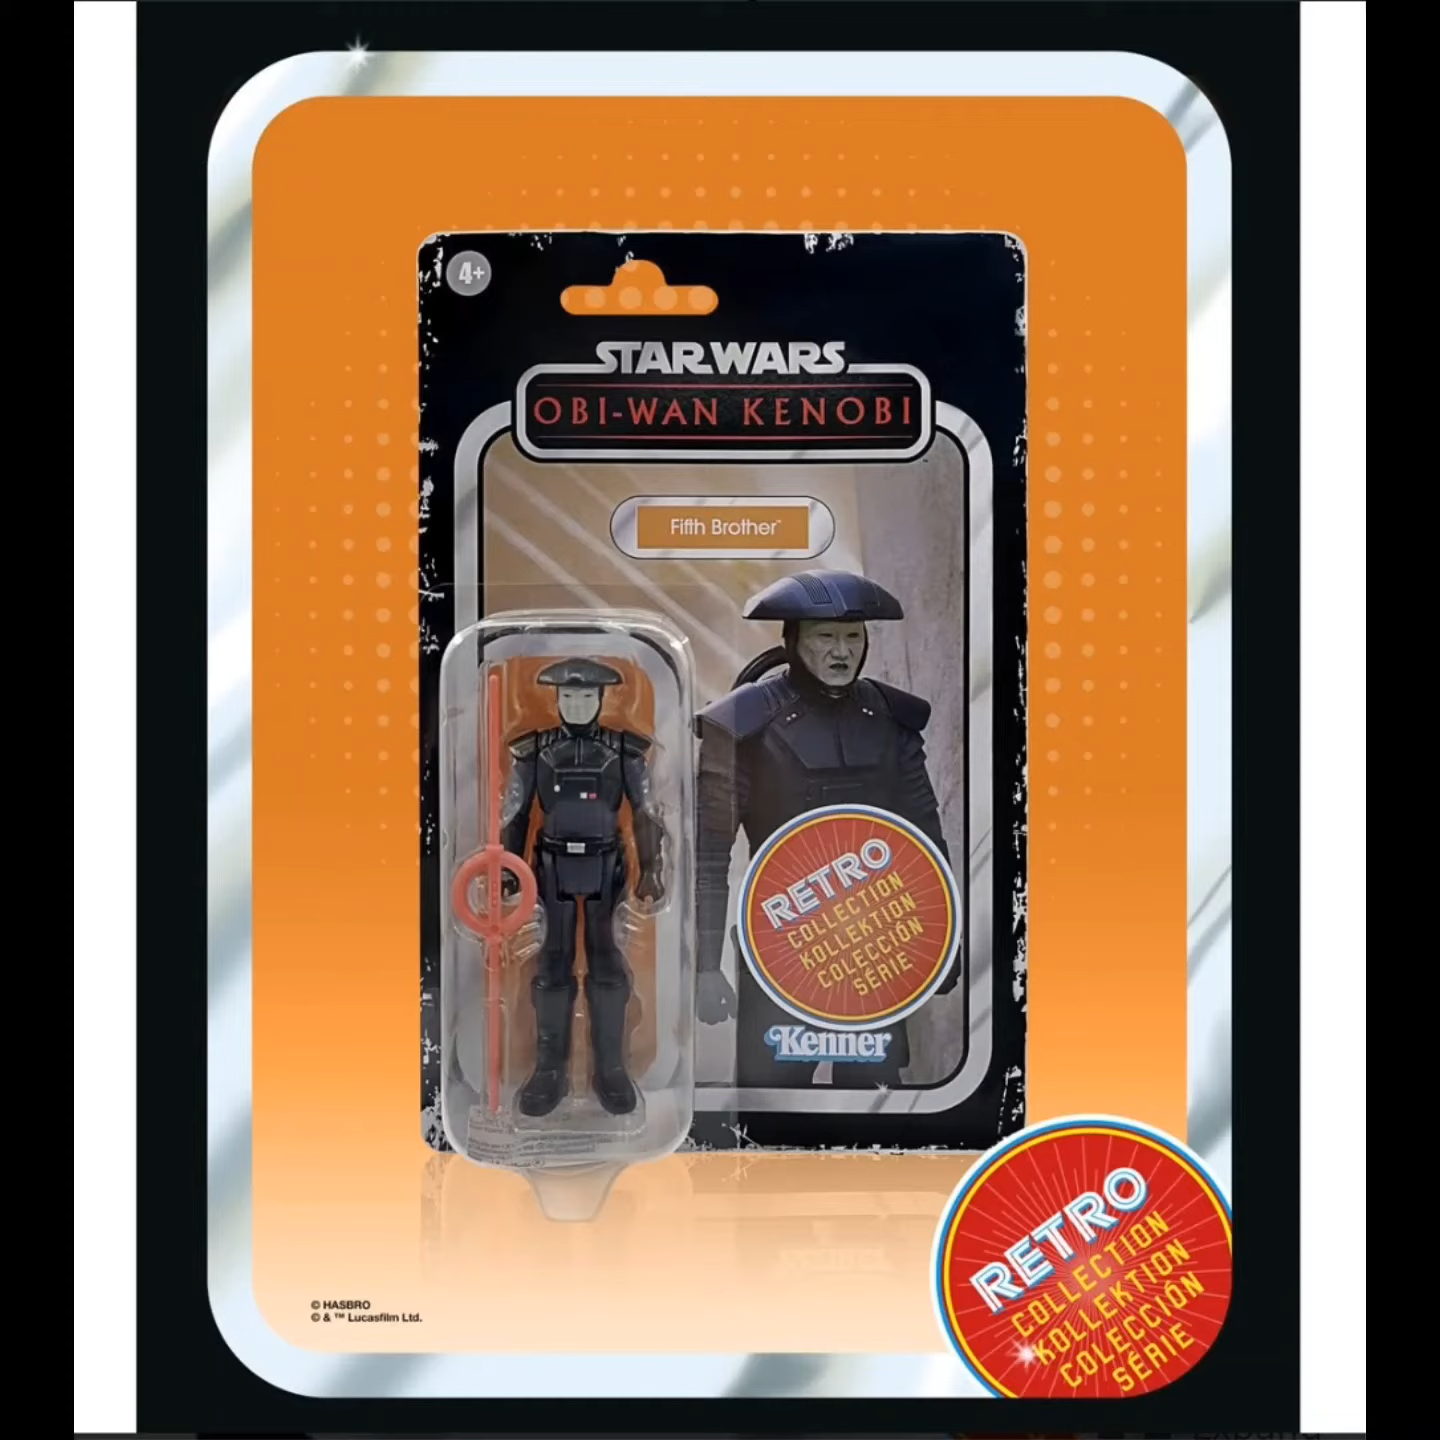 4+
STAR WARS
OBI-WAN KENOBI
Fifth Brother™
RETRO
COLLECTION
KOLLEKTION
COLECCIÓN
SÉRIE
Kenner
RETRO
COLLECTION
KOLLEKTION
COLECCIÓN
SÉRIE
© HASBRO
© & ™ Lucasfilm Ltd.